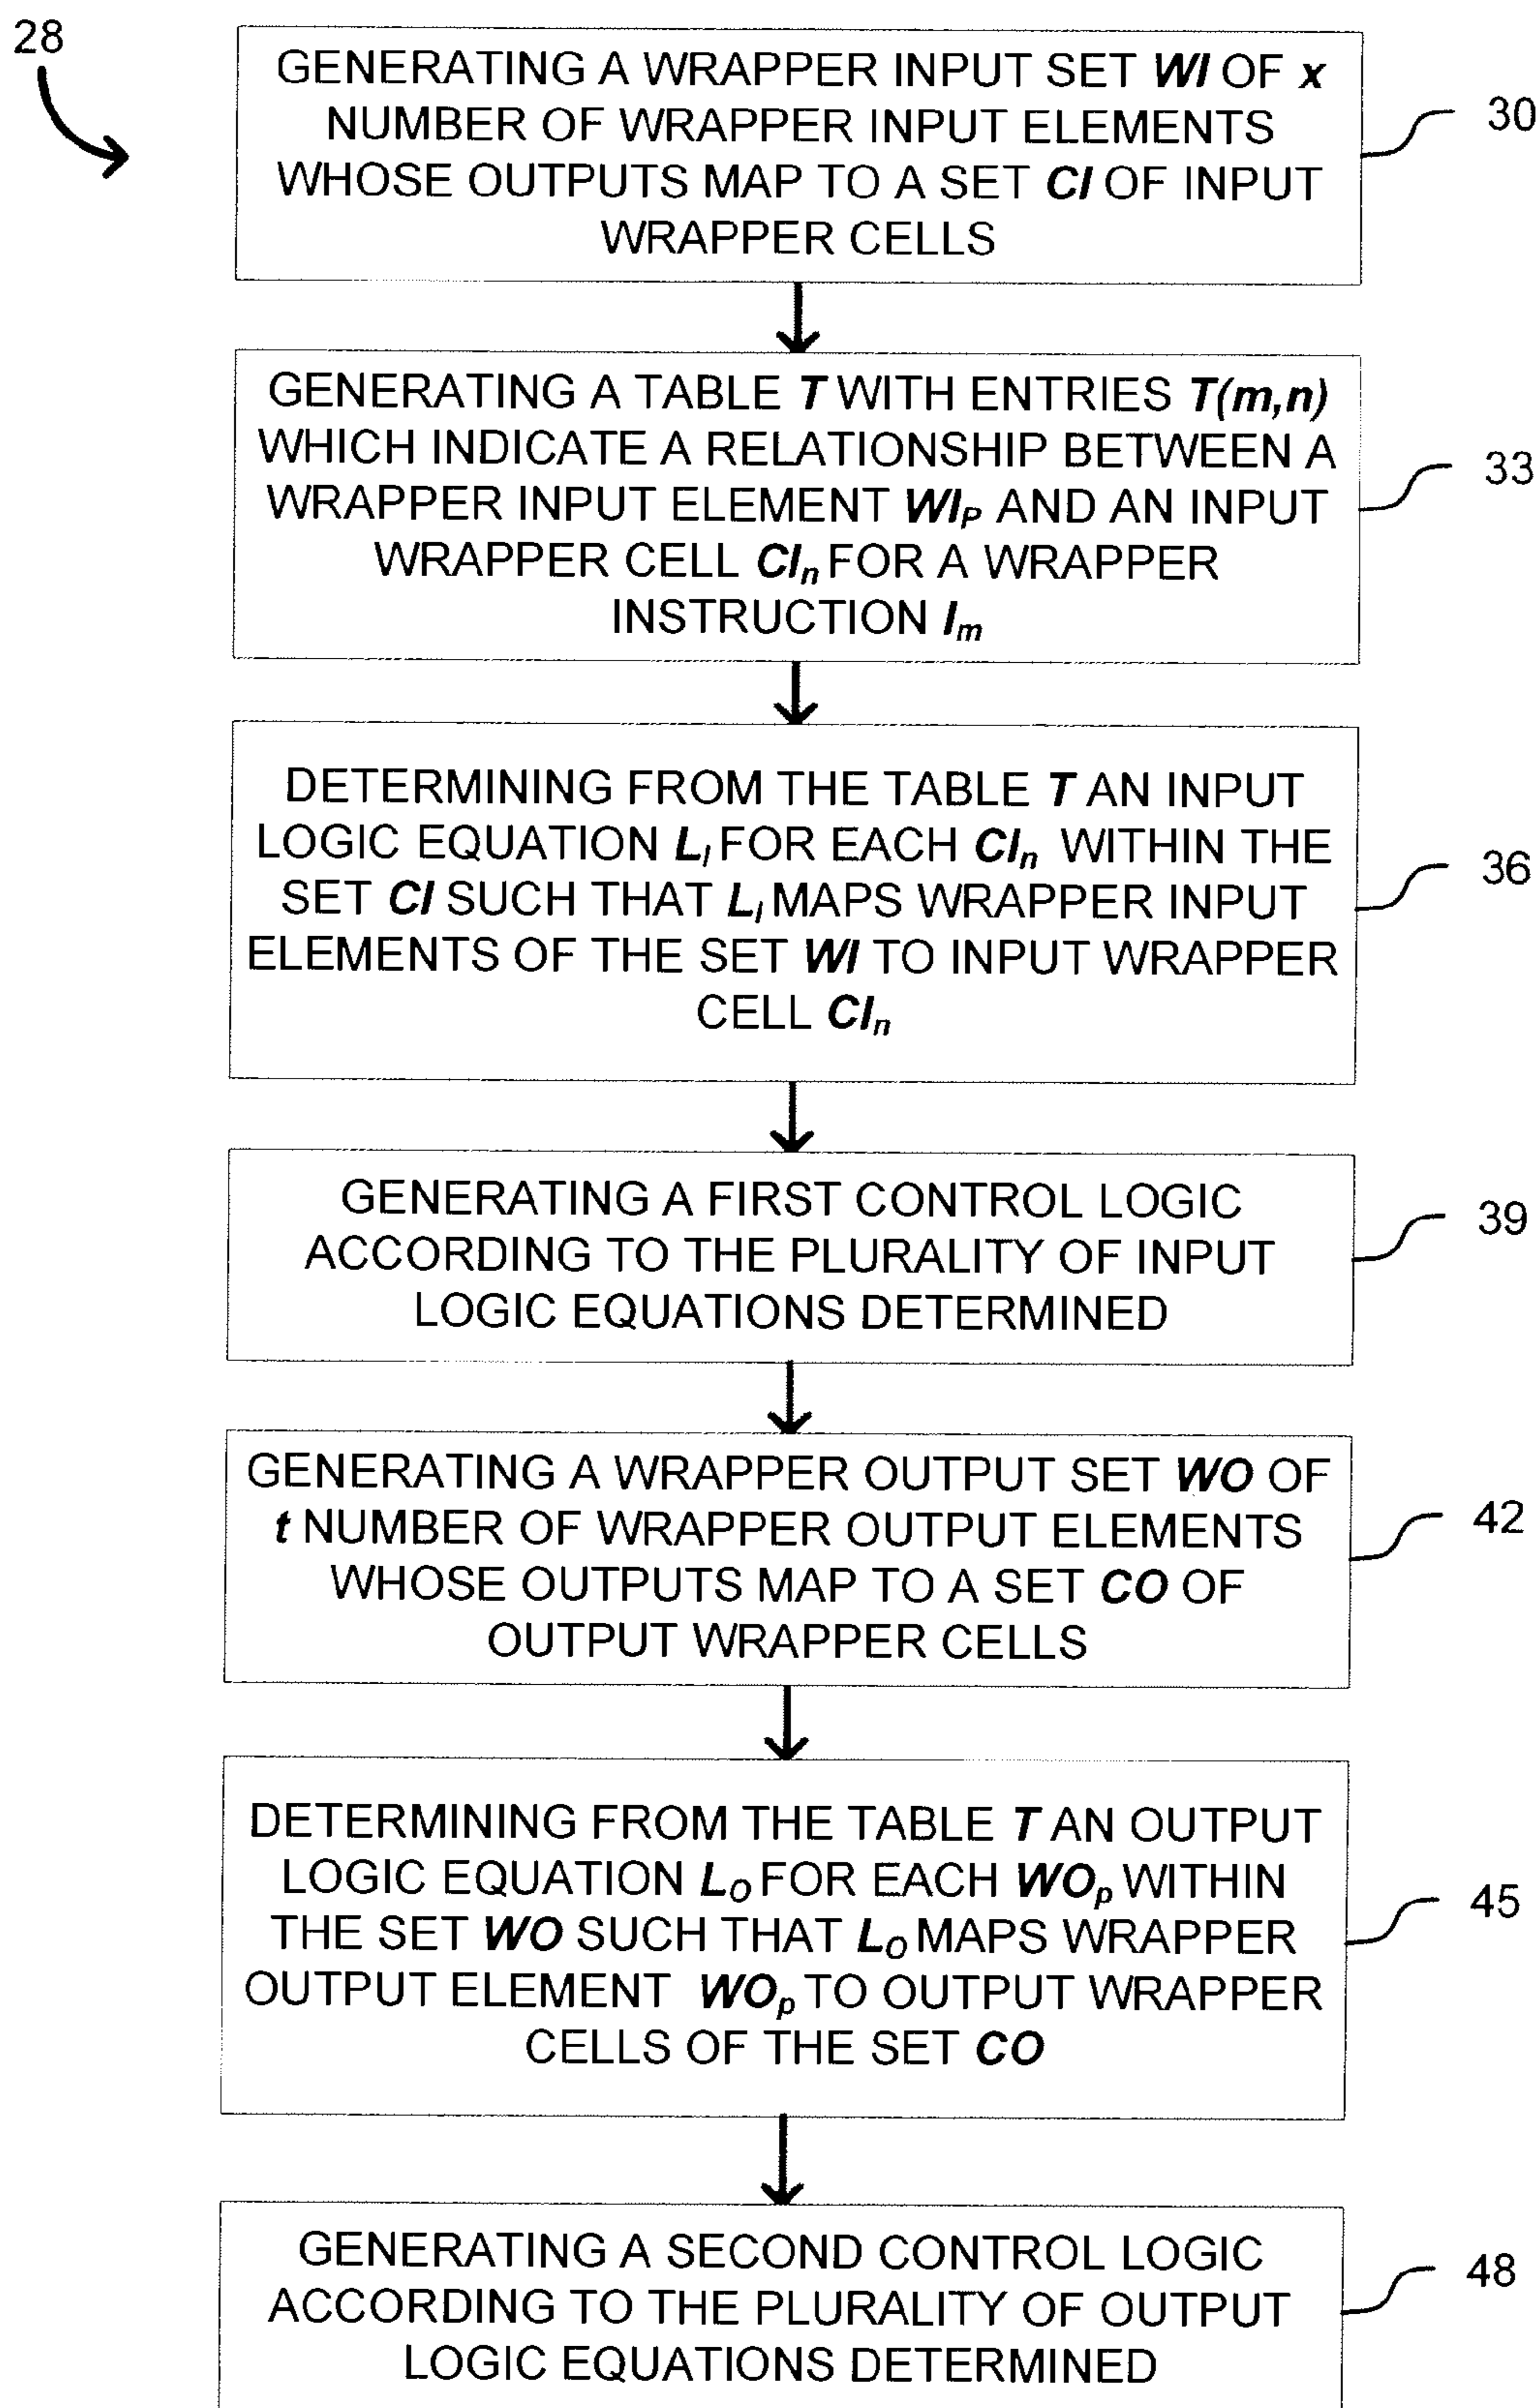 28
GENERATING A WRAPPER INPUT SET WI OF x
NUMBER OF WRAPPER INPUT ELEMENTS
WHOSE OUTPUTS MAP TO A SET CI OF INPUT
WRAPPER CELLS
30
GENERATING A TABLE T WITH ENTRIES T(m,n)
WHICH INDICATE A RELATIONSHIP BETWEEN A
WRAPPER INPUT ELEMENT WIP AND AN INPUT
WRAPPER CELL CIn FOR A WRAPPER
INSTRUCTION Im
33
DETERMINING FROM THE TABLE T AN INPUT
LOGIC EQUATION LI FOR EACH CIn WITHIN THE
SET CI SUCH THAT LI MAPS WRAPPER INPUT
ELEMENTS OF THE SET WI TO INPUT WRAPPER
CELL CIn
36
GENERATING A FIRST CONTROL LOGIC
ACCORDING TO THE PLURALITY OF INPUT
LOGIC EQUATIONS DETERMINED
39
GENERATING A WRAPPER OUTPUT SET WO OF
t NUMBER OF WRAPPER OUTPUT ELEMENTS
WHOSE OUTPUTS MAP TO A SET CO OF
OUTPUT WRAPPER CELLS
42
DETERMINING FROM THE TABLE T AN OUTPUT
LOGIC EQUATION LO FOR EACH WOp WITHIN
THE SET WO SUCH THAT LO MAPS WRAPPER
OUTPUT ELEMENT WOp TO OUTPUT WRAPPER
CELLS OF THE SET CO
45
GENERATING A SECOND CONTROL LOGIC
ACCORDING TO THE PLURALITY OF OUTPUT
LOGIC EQUATIONS DETERMINED
48